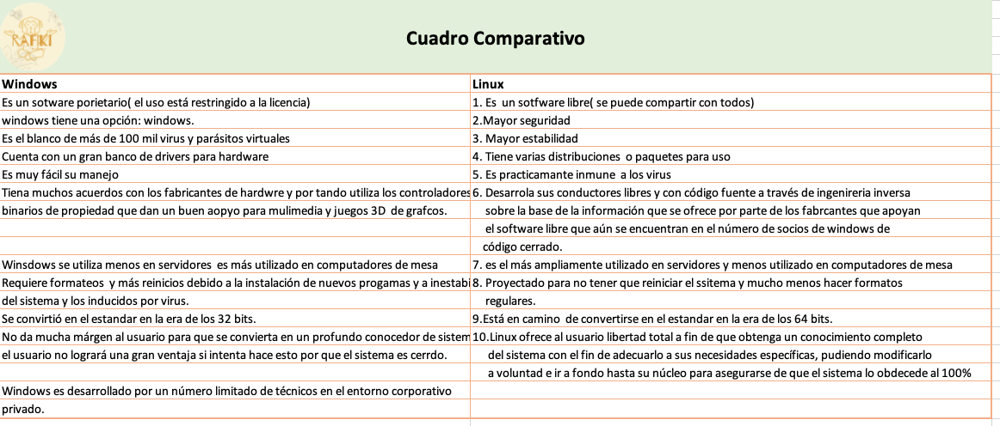 RAFIKI
Cuadro Comparativo
Windows
Linux
Es un sotware porietario( el uso está restringido a la licencia)
1. Es un sotfware libre( se puede compartir con todos)
windows tiene una opción: windows.
2.Mayor seguridad
Es el blanco de más de 100 mil virus y parásitos virtuales
3. Mayor estabilidad
Cuenta con un gran banco de drivers para hardware
4. Tiene varias distribuciones o paquetes para uso
Es muy fácil su manejo
5. Es practicamante inmune a los virus
Tiena muchos acuerdos con los fabricantes de hardwre y por tando utiliza los controladores
6. Desarrola sus conductores libres y con código fuente a través de ingenireria inversa
binarios de propiedad que dan un buen aopyo para mulimedia y juegos 3D de grafcos.
sobre la base de la información que se ofrece por parte de los fabrcantes que apoyan
el software libre que aún se encuentran en el número de socios de windows de
código cerrado.
Winsdows se utiliza menos en servidores es más utilizado en computadores de mesa
7. es el más ampliamente utilizado en servidores y menos utilizado en computadores de mesa
Requiere formateos y más reinicios debido a la instalación de nuevos progamas y a inestabi
8. Proyectado para no tener que reiniciar el ssitema y mucho menos hacer formatos
del sistema y los inducidos por virus.
regulares.
Se convirtió en el estandar en la era de los 32 bits.
9.Está en camino de convertirse en el estandar en la era de los 64 bits.
No da mucha márgen al usuario para que se convierta en un profundo conocedor de sistem
10.Linux ofrece al usuario libertad total a fin de que obtenga un conocimiento completo
el usuario no logrará una gran ventaja si intenta hace esto por que el sistema es cerrdo.
del sistema con el fin de adecuarlo a sus necesidades específicas, pudiendo modificarlo
a voluntad e ir a fondo hasta su núcleo para asegurarse de que el sistema lo obdecede al 100%
Windows es desarrollado por un número limitado de técnicos en el entorno corporativo
privado.